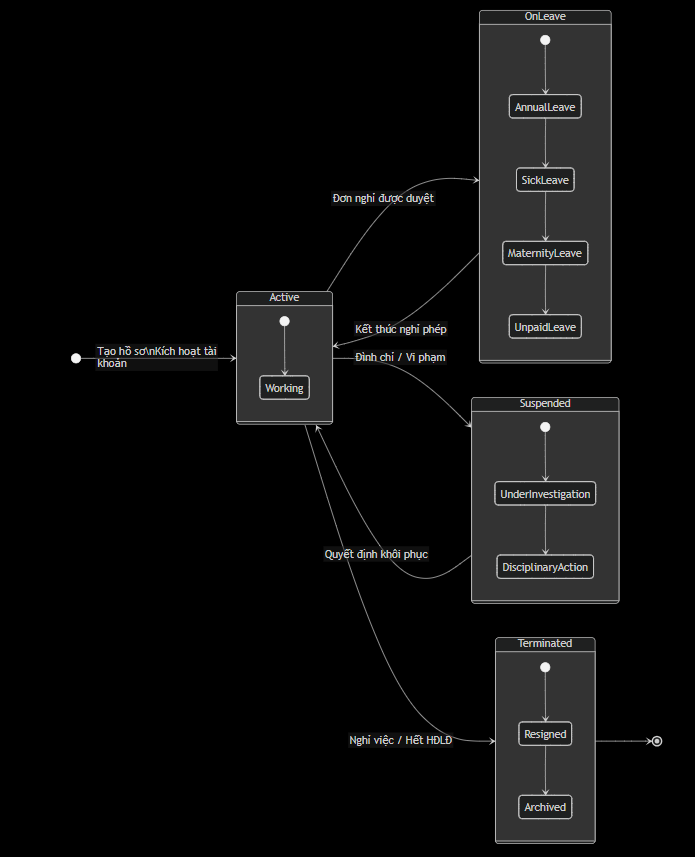 OnLeave
AnnualLeave
SickLeave
MaternityLeave
UnpaidLeave
Đơn nghỉ được duyệt
Active
Working
Kết thúc nghỉ phép
Tạo hồ sơ\nKích hoạt tài
khoản
Đình chỉ / Vi phạm
Suspended
UnderInvestigation
DisciplinaryAction
Quyết định khôi phục
Terminated
Resigned
Archived
Nghỉ việc / Hết HĐLĐ